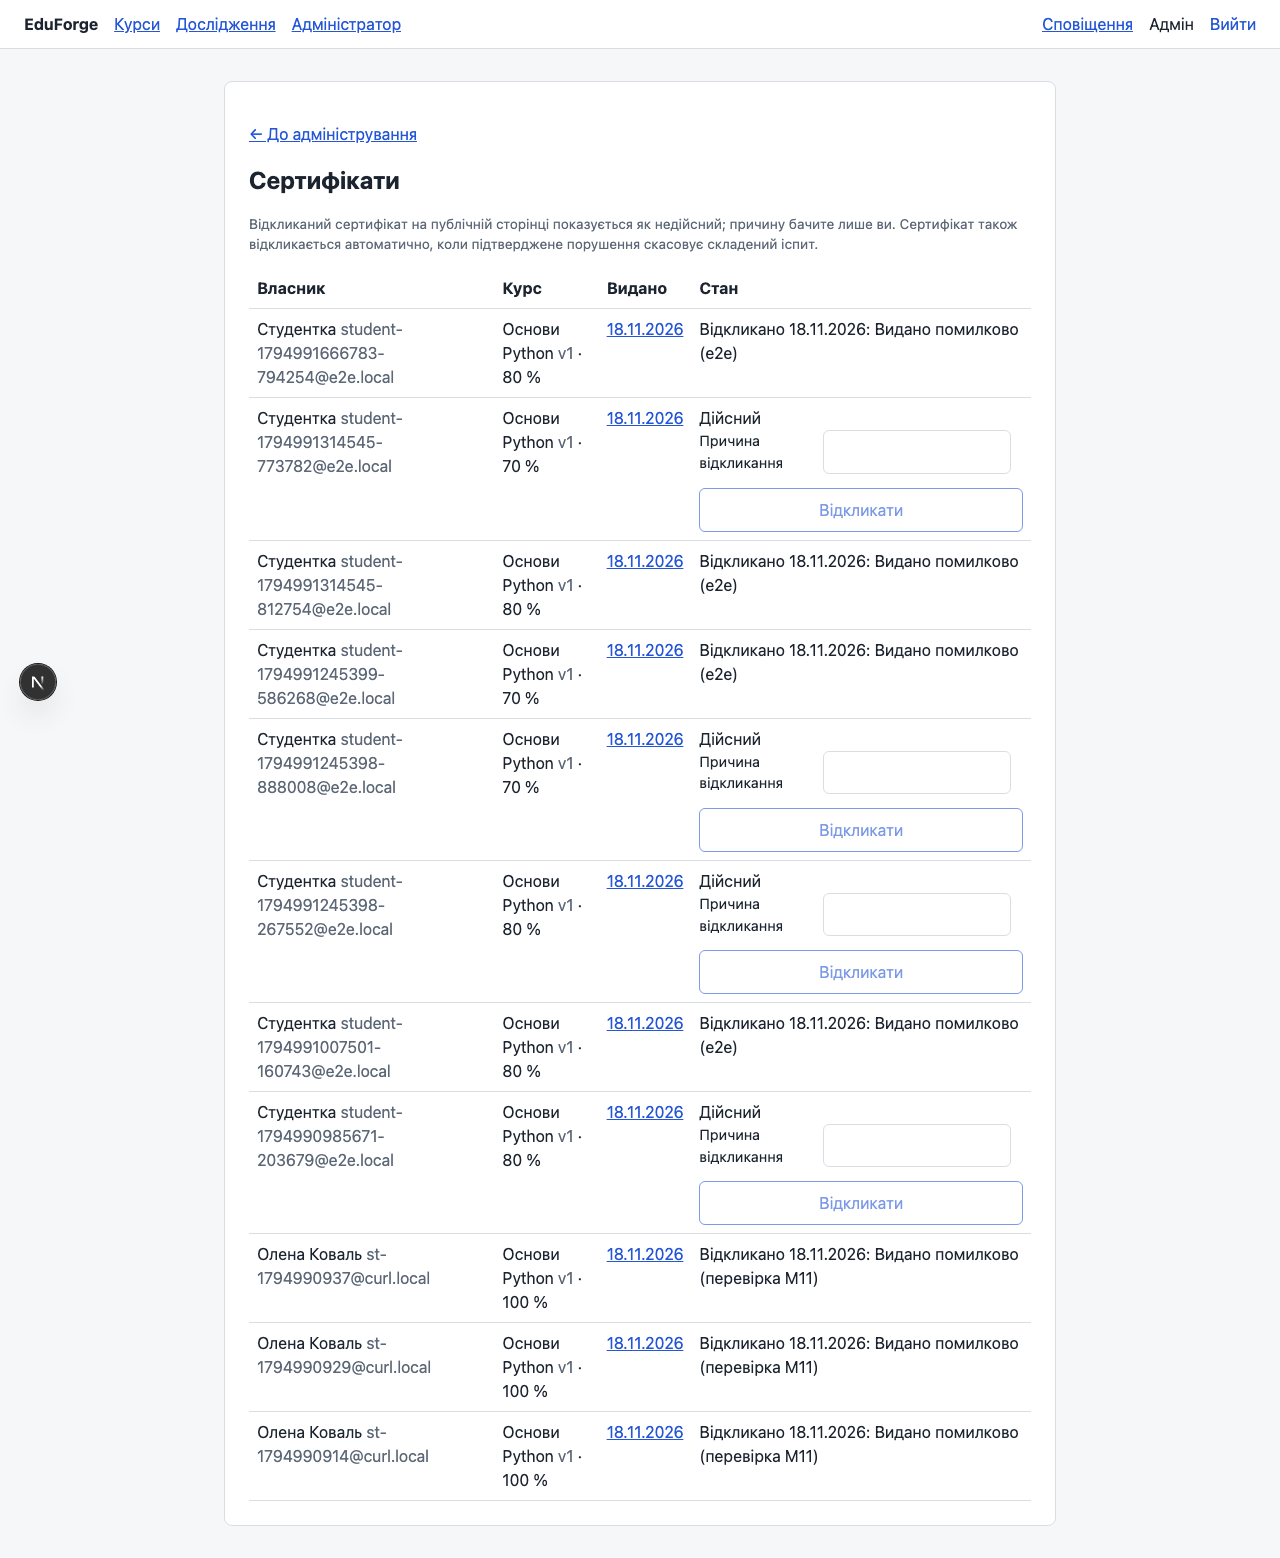 EduForge Курси Дослідження Адміністратор Сповіщення Адмін Вийти
← До адміністрування
Сертифікати
Відкликаний сертифікат на публічній сторінці показується як недійсний; причину бачите лише ви. Сертифікат також
відкликається автоматично, коли підтверджене порушення скасовує складений іспит.
Власник Курс Видано Стан
Студентка student- Основи 18.11.2026 Відкликано 18.11.2026: Видано помилково
1794991666783- Python v1 · (e2e)
794254@e2e.local 80 %
Студентка student- Основи 18.11.2026 Дійсний
1794991314545- Python v1 · Причина
773782@e2e.local 70 % відкликання
Відкликати
Студентка student- Основи 18.11.2026 Відкликано 18.11.2026: Видано помилково
1794991314545- Python v1 · (e2e)
812754@e2e.local 80 %
Студентка student- Основи 18.11.2026 Відкликано 18.11.2026: Видано помилково
1794991245399- Python v1 · (e2e)
586268@e2e.local 70 %
Студентка student- Основи 18.11.2026 Дійсний
1794991245398- Python v1 · Причина
888008@e2e.local 70 % відкликання
Відкликати
Студентка student- Основи 18.11.2026 Дійсний
1794991245398- Python v1 · Причина
267552@e2e.local 80 % відкликання
Відкликати
Студентка student- Основи 18.11.2026 Відкликано 18.11.2026: Видано помилково
1794991007501- Python v1 · (e2e)
160743@e2e.local 80 %
Студентка student- Основи 18.11.2026 Дійсний
1794990985671- Python v1 · Причина
203679@e2e.local 80 % відкликання
Відкликати
Олена Коваль st- Основи 18.11.2026 Відкликано 18.11.2026: Видано помилково
1794990937@curl.local Python v1 · (перевірка M11)
100 %
Олена Коваль st- Основи 18.11.2026 Відкликано 18.11.2026: Видано помилково
1794990929@curl.local Python v1 · (перевірка M11)
100 %
Олена Коваль st- Основи 18.11.2026 Відкликано 18.11.2026: Видано помилково
1794990914@curl.local Python v1 · (перевірка M11)
100 %
N